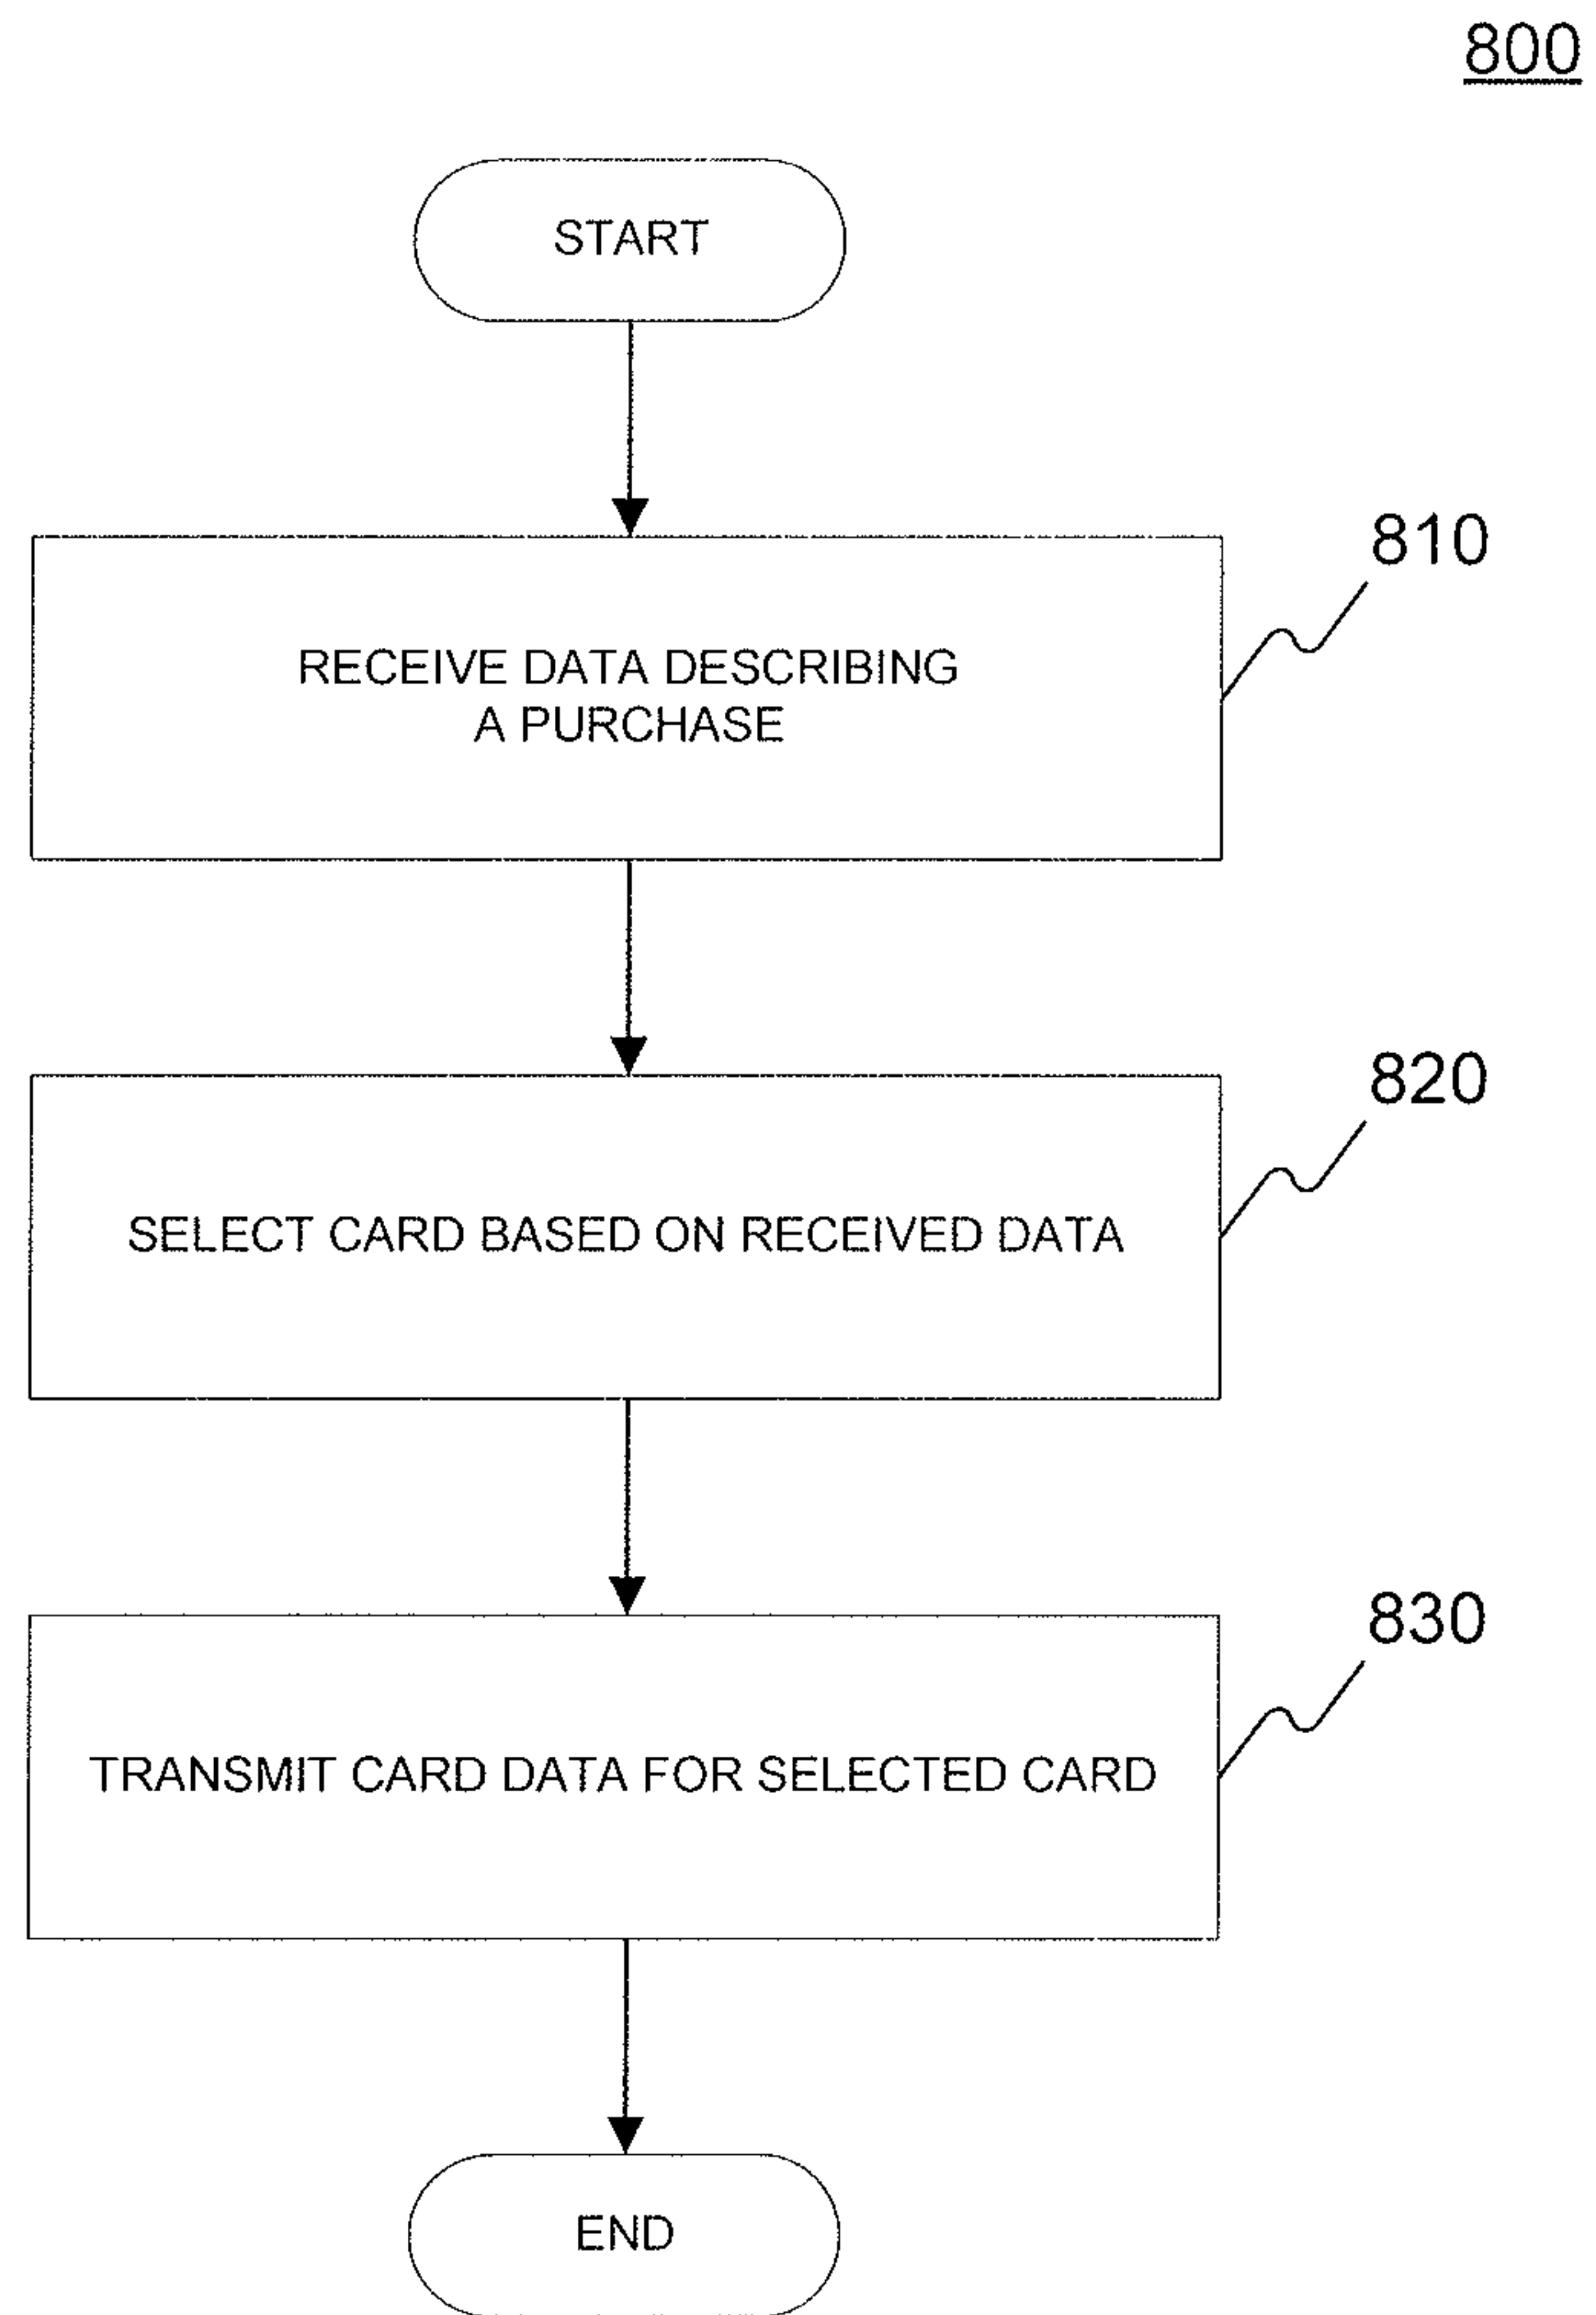 800
START
810
RECEIVE DATA DESCRIBING
A PURCHASE
820
SELECT CARD BASED ON RECEIVED DATA
830
TRANSMIT CARD DATA FOR SELECTED CARD
END